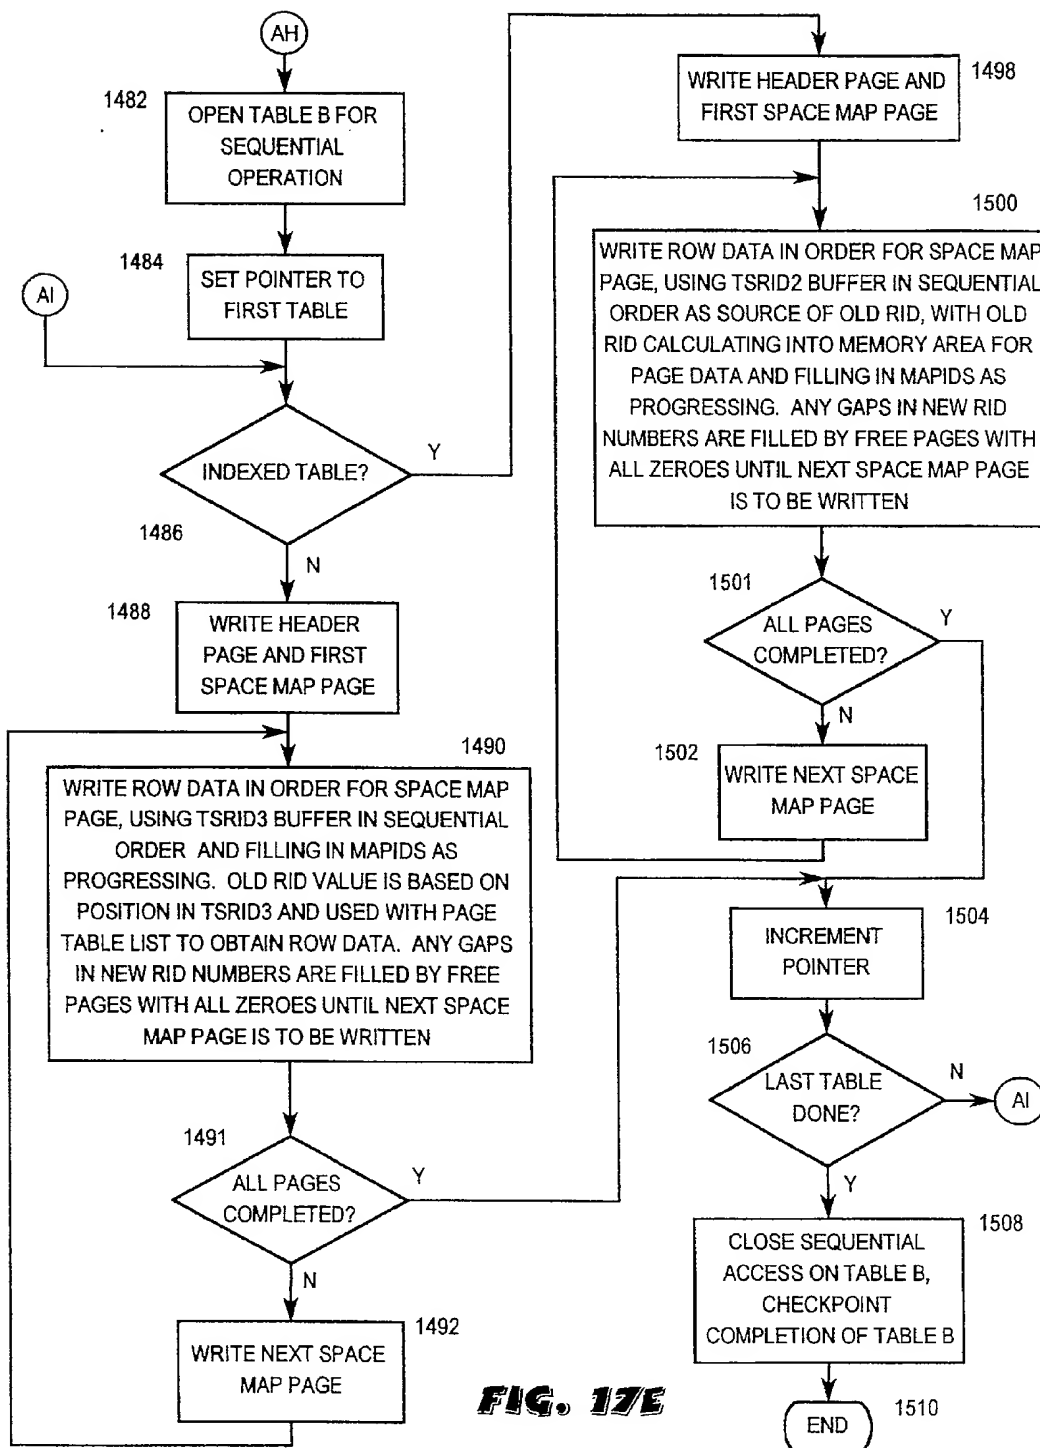 AH
1482
OPEN TABLE B FOR
SEQUENTIAL
OPERATION
1484
SET POINTER TO
FIRST TABLE
AI
INDEXED TABLE?
Y
1486
N
1488
WRITE HEADER
PAGE AND FIRST
SPACE MAP PAGE
1490
WRITE ROW DATA IN ORDER FOR SPACE MAP
PAGE, USING TSRID3 BUFFER IN SEQUENTIAL
ORDER AND FILLING IN MAPIDS AS
PROGRESSING. OLD RID VALUE IS BASED ON
POSITION IN TSRID3 AND USED WITH PAGE
TABLE LIST TO OBTAIN ROW DATA. ANY GAPS
IN NEW RID NUMBERS ARE FILLED BY FREE
PAGES WITH ALL ZEROES UNTIL NEXT SPACE
MAP PAGE IS TO BE WRITTEN
1491
ALL PAGES
COMPLETED?
Y
N
1492
WRITE NEXT SPACE
MAP PAGE
1498
WRITE HEADER PAGE AND
FIRST SPACE MAP PAGE
1500
WRITE ROW DATA IN ORDER FOR SPACE MAP
PAGE, USING TSRID2 BUFFER IN SEQUENTIAL
ORDER AS SOURCE OF OLD RID, WITH OLD
RID CALCULATING INTO MEMORY AREA FOR
PAGE DATA AND FILLING IN MAPIDS AS
PROGRESSING. ANY GAPS IN NEW RID
NUMBERS ARE FILLED BY FREE PAGES WITH
ALL ZEROES UNTIL NEXT SPACE MAP PAGE
IS TO BE WRITTEN
1501
ALL PAGES
COMPLETED?
Y
N
1502
WRITE NEXT SPACE
MAP PAGE
1504
INCREMENT
POINTER
1506
LAST TABLE
DONE?
N
AI
Y
1508
CLOSE SEQUENTIAL
ACCESS ON TABLE B,
CHECKPOINT
COMPLETION OF TABLE B
END
1510
FIG. 17E